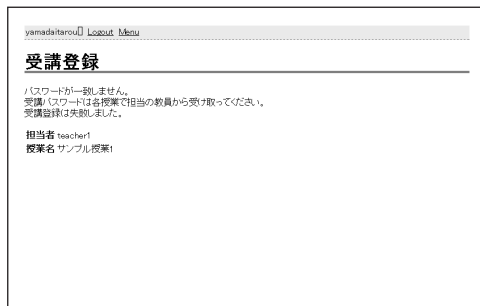 yamadaitarou Logout Menu
受講登録
パスワードが一致しません。
受講パスワードは各授業で担当の教員から受け取ってください。
受講登録は失敗しました。
担当者 teacher1
授業名 サンプル授業1